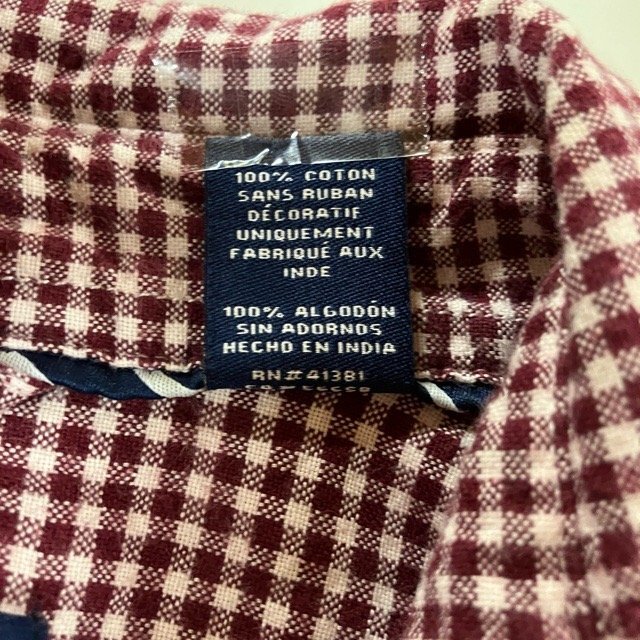 100% COTON
SANS RUBAN
DÉCORATIF
UNIQUEMENT
FABRIQUÉ AUX
INDE
100% ALGODÓN
SIN ADORNOS
HECHO EN INDIA
RN#41381